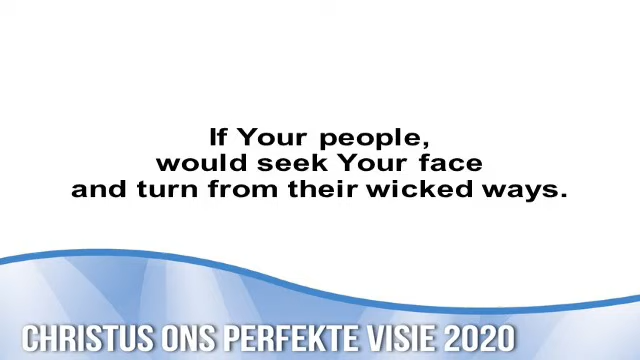 If Your people,
would seek Your face
and turn from their wicked ways.
CHRISTUS ONS PERFEKTE VISIE 2020